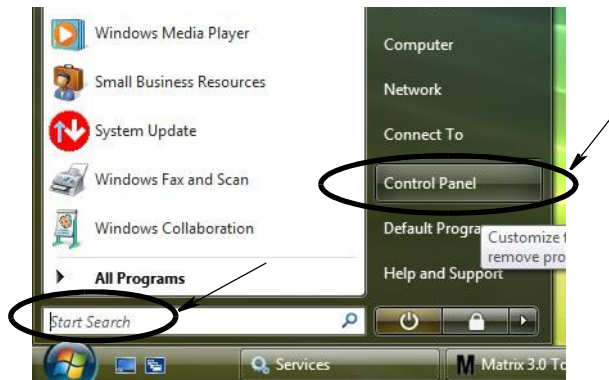 Windows Media Player
Small Business Resources
System Update
Windows Fax and Scan
Windows Collaboration
All Programs
Start Search
Computer
Network
Connect To
Control Panel
Default Progra
Customize
remove pro
Help and Support
Services
M Matrix 3.0 To